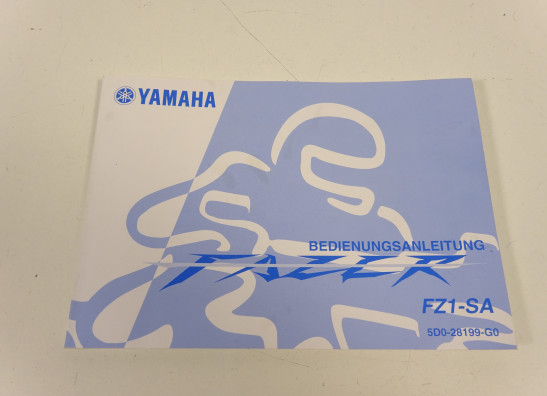 YAMAHA
BEDIENUNGSANLEITUNG
FAZER
FZ1-SA
5D0-28199-G0